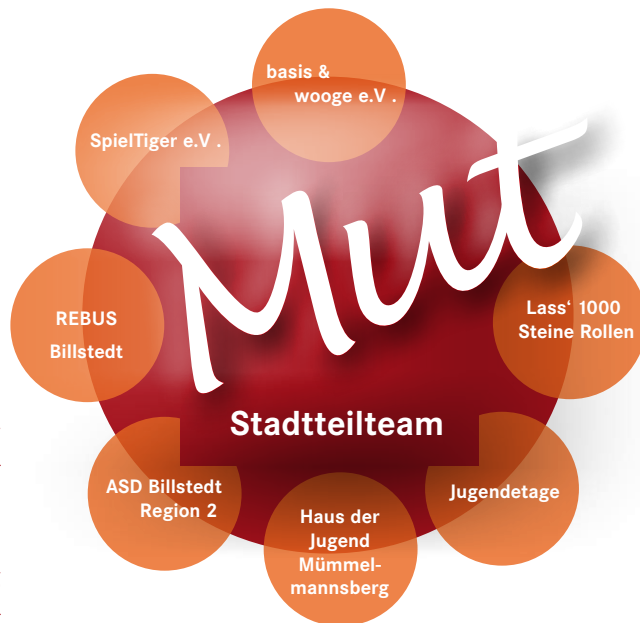 basis &
wooge e.V .
SpielTiger e.V .
Mut
REBUS
Billstedt
Lass‘ 1000
Steine Rollen
Stadtteilteam
ASD Billstedt
Region 2
Jugendetage
Haus der
Jugend
Mümmel-
mannsberg